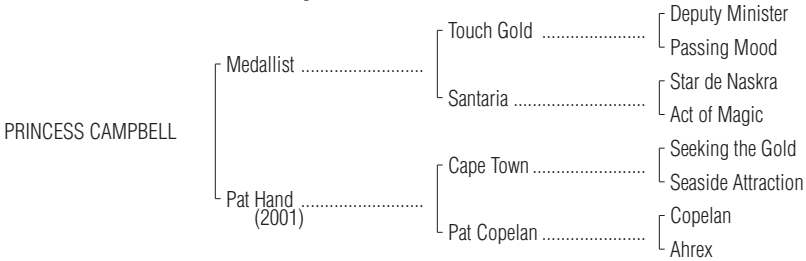 Deputy Minister
Touch Gold ......................
Passing Mood
Medallist ..........................
Star de Naskra
Santaria ............................
Act of Magic
PRINCESS CAMPBELL
Seeking the Gold
Cape Town ........................
Seaside Attraction
Pat Hand ..........................
(2001)
Copelan
Pat Copelan ......................
Ahrex